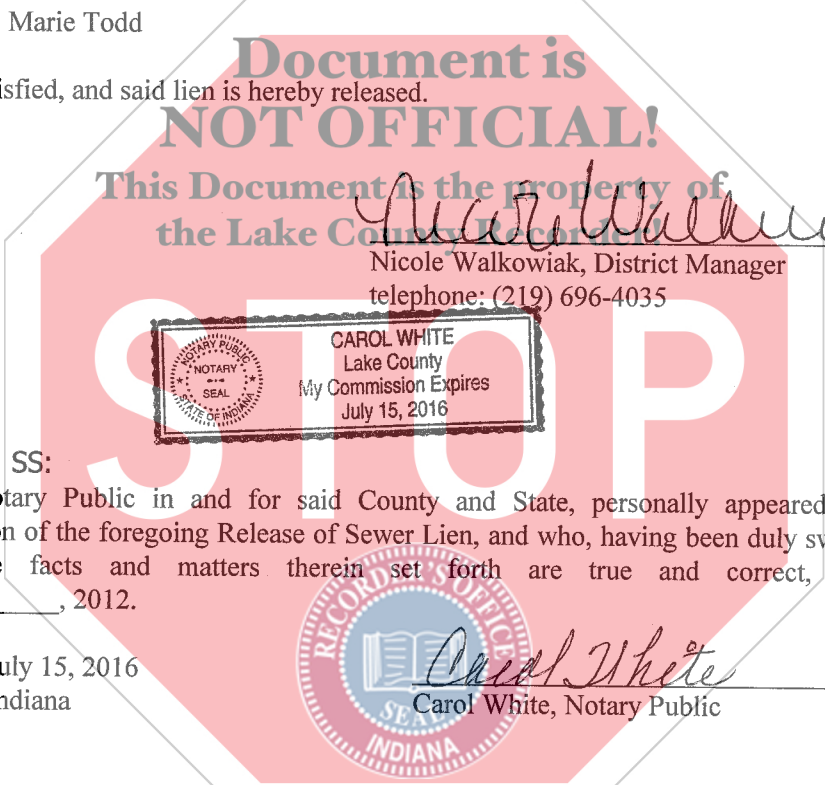 Marie Todd
Document is
isfied, and said lien is hereby released.
NOT OFFICIAL!
This Document is the property of
the Lake County Recorder!
Nicole Walkowiak, District Manager
telephone: (219) 696-4035
STOP
NOTARY PUBLIC
NOTARY
SEAL
STATE OF INDIANA
CAROL WHITE
Lake County
My Commission Expires
July 15, 2016
SS:
tary Public in and for said County and State, personally appeared
n of the foregoing Release of Sewer Lien, and who, having been duly sw
e facts and matters therein set forth are true and correct,
, 2012.
RECORDER'S OFFICE
SEAL
INDIANA
uly 15, 2016
ndiana
Carol White
Carol White, Notary Public